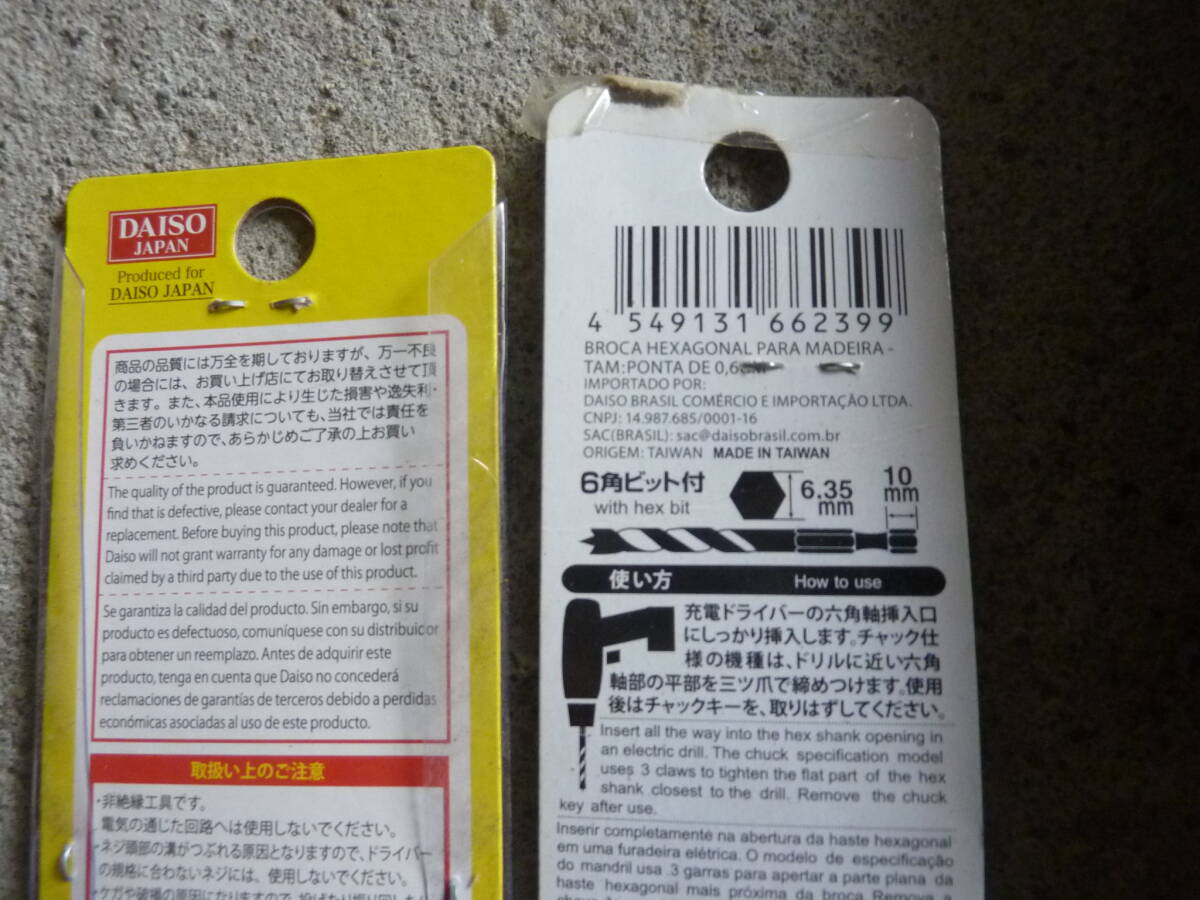 DAISO
JAPAN
Produced for
DAISO JAPAN
商品の品質には万全を期しておりますが、万一不良
の場合には、お買い上げ店にてお取り替えさせて頂
きます。また、本品使用により生じた損害や逸失利・
第三者のいかなる請求についても、当社では責任を
負いかねますので、あらかじめご了承の上お買い
求めください。
The quality of the product is guaranteed. However, if you
find that is defective, please contact your dealer for a
replacement. Before buying this product, please note that
Daiso will not grant warranty for any damage or lost profit
claimed by a third party due to the use of this product.
Se garantiza la calidad del producto. Sin embargo, si su
producto es defectuoso, comuníquese con su distribuidor
para obtener un reemplazo. Antes de adquirir este
producto, tenga en cuenta que Daiso no concederá
reclamaciones de garantías de terceros debido a perdidas
económicas asociadas al uso de este producto.
取扱い上のご注意
・非絶縁工具です。
電気の通じた回路へは使用しないでください。
・ネジ頭部の溝がつぶれる原因となりますので、ドライバー
の規格に合わないネジには、使用しないでください。
・ケガや破損の原因になりますので、投げたり振り回したり
4 549131 662399
BROCA HEXAGONAL PARA MADEIRA -
TAM:PONTA DE
IMPORTADO POR:
DAISO BRASIL COMÉRCIO E IMPORTAÇÃO LTDA.
CNPJ: 14.987.685/0001-16
SAC(BRASIL): sac@daisobrasil.com.br
ORIGEM: TAIWAN MADE IN TAIWAN
6角ビット付
with hex bit
6.35
mm
10
mm
使い方 How to use
充電ドライバーの六角軸挿入口
にしっかり挿入します。チャック仕
様の機種は、ドリルに近い六角
軸部の平部を三ツ爪で締めつけます。使用
後はチャックキーを、取りはずしてください。
Insert all the way into the hex shank opening in
an electric drill. The chuck specification model
uses 3 claws to tighten the flat part of the hex
shank closest to the drill. Remove the chuck
key after use.
Inserir completamente na abertura da haste hexagonal
em uma furadeira elétrica. O modelo de especificação
do mandril usa 3 garras para apertar a parte plana da
haste hexagonal mais próxima da broca Remova a